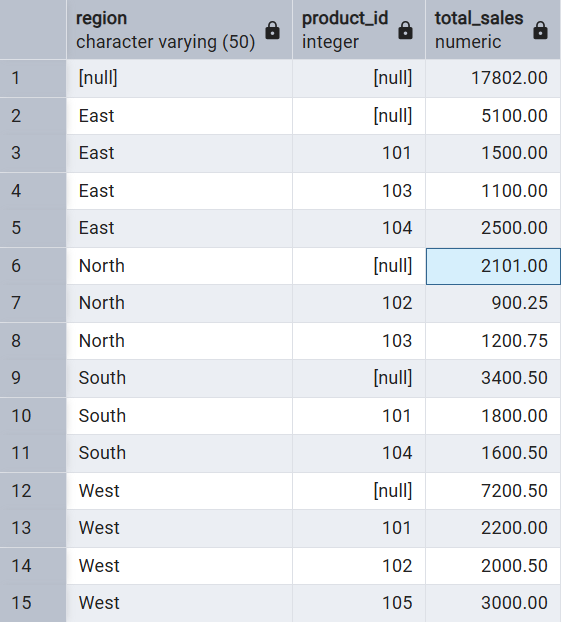 region product_id total_sales
character varying (50) integer numeric
1 [null] [null] 17802.00
2 East [null] 5100.00
3 East 101 1500.00
4 East 103 1100.00
5 East 104 2500.00
6 North [null] 2101.00
7 North 102 900.25
8 North 103 1200.75
9 South [null] 3400.50
10 South 101 1800.00
11 South 104 1600.50
12 West [null] 7200.50
13 West 101 2200.00
14 West 102 2000.50
15 West 105 3000.00